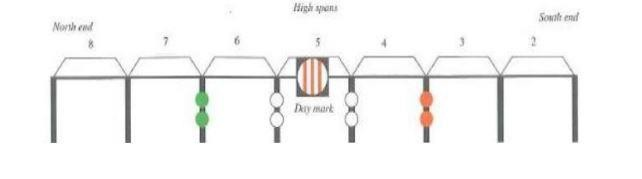 High spans
North end
South end
8 7 6 5 4 3 2
Day mark